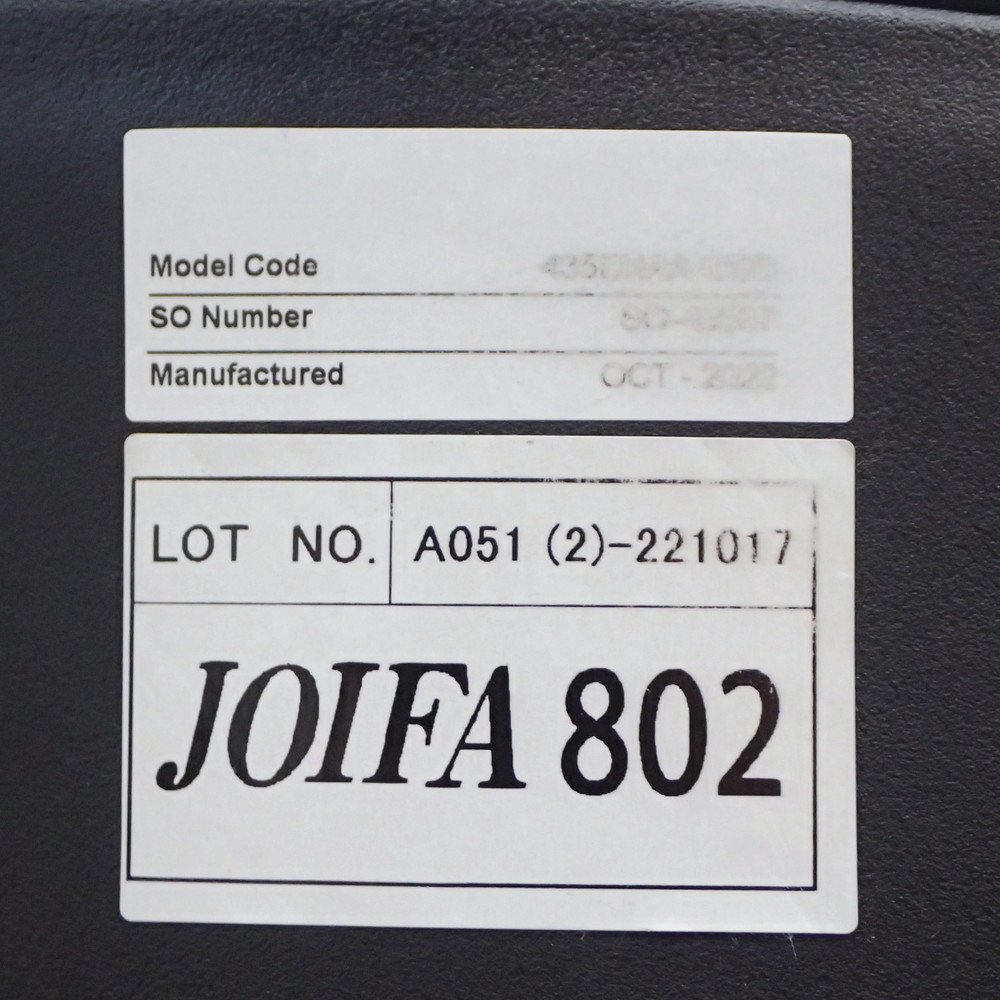 Model Code
SO Number
Manufactured OCT - 2022
LOT NO. A051 (2)-221017
JOIFA 802